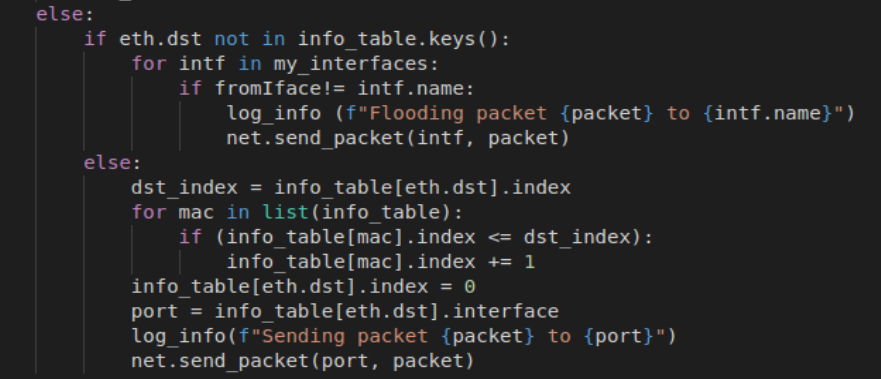 else:
    if eth.dst not in info_table.keys():
        for intf in my_interfaces:
            if fromIface!= intf.name:
                log_info (f"Flooding packet {packet} to {intf.name}")
                net.send_packet(intf, packet)
    else:
        dst_index = info_table[eth.dst].index
        for mac in list(info_table):
            if (info_table[mac].index <= dst_index):
                info_table[mac].index += 1
        info_table[eth.dst].index = 0
        port = info_table[eth.dst].interface
        log_info(f"Sending packet {packet} to {port}")
        net.send_packet(port, packet)